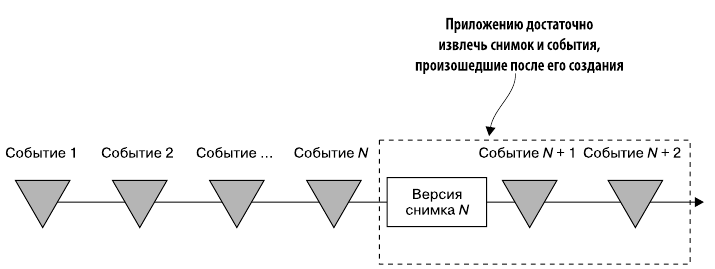 Приложению достаточно
извлечь снимок и события,
произошедшие после его создания
Событие 1
Событие 2
Событие ...
Событие N
Событие N + 1
Событие N + 2
Версия
снимка N